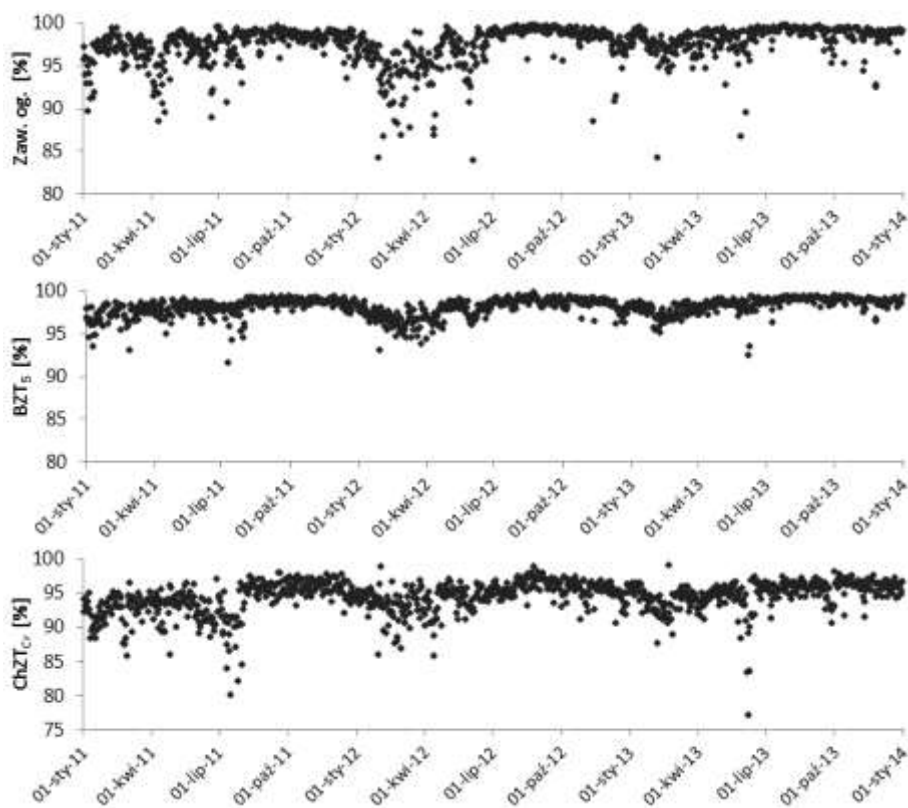 100
95
90
85
80
Zaw. og. [%]
01-sty-11
01-kwi-11
01-lip-11
01-paź-11
01-sty-12
01-kwi-12
01-lip-12
01-paź-12
01-sty-13
01-kwi-13
01-lip-13
01-paź-13
01-sty-14
100
95
90
85
80
BZT5 [%]
01-sty-11
01-kwi-11
01-lip-11
01-paź-11
01-sty-12
01-kwi-12
01-lip-12
01-paź-12
01-sty-13
01-kwi-13
01-lip-13
01-paź-13
01-sty-14
100
95
90
85
80
75
ChZTCr [%]
01-sty-11
01-kwi-11
01-lip-11
01-paź-11
01-sty-12
01-kwi-12
01-lip-12
01-paź-12
01-sty-13
01-kwi-13
01-lip-13
01-paź-13
01-sty-14